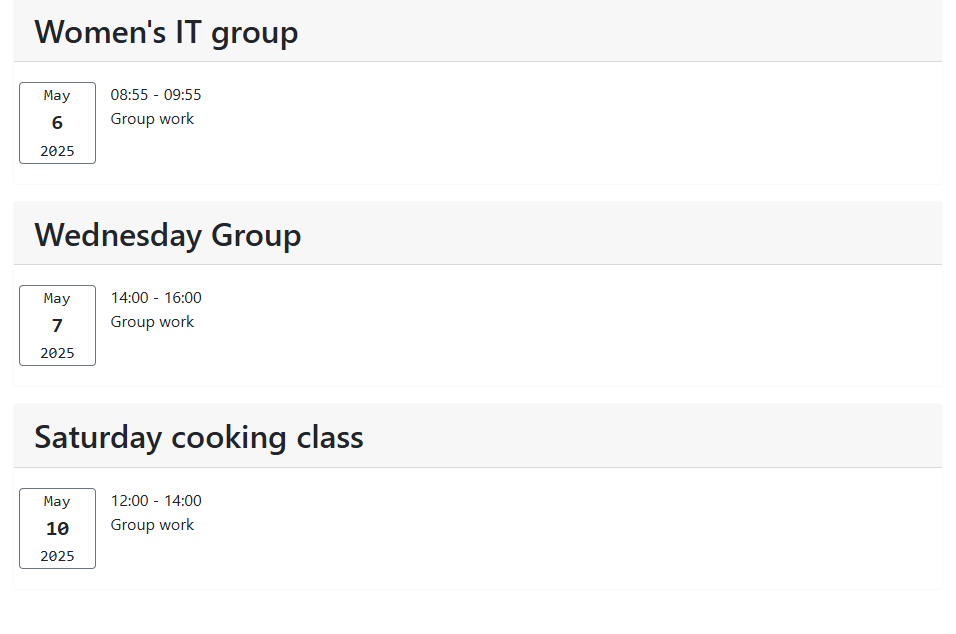 Women's IT group
May
6
2025
08:55 - 09:55
Group work
Wednesday Group
May
7
2025
14:00 - 16:00
Group work
Saturday cooking class
May
10
2025
12:00 - 14:00
Group work